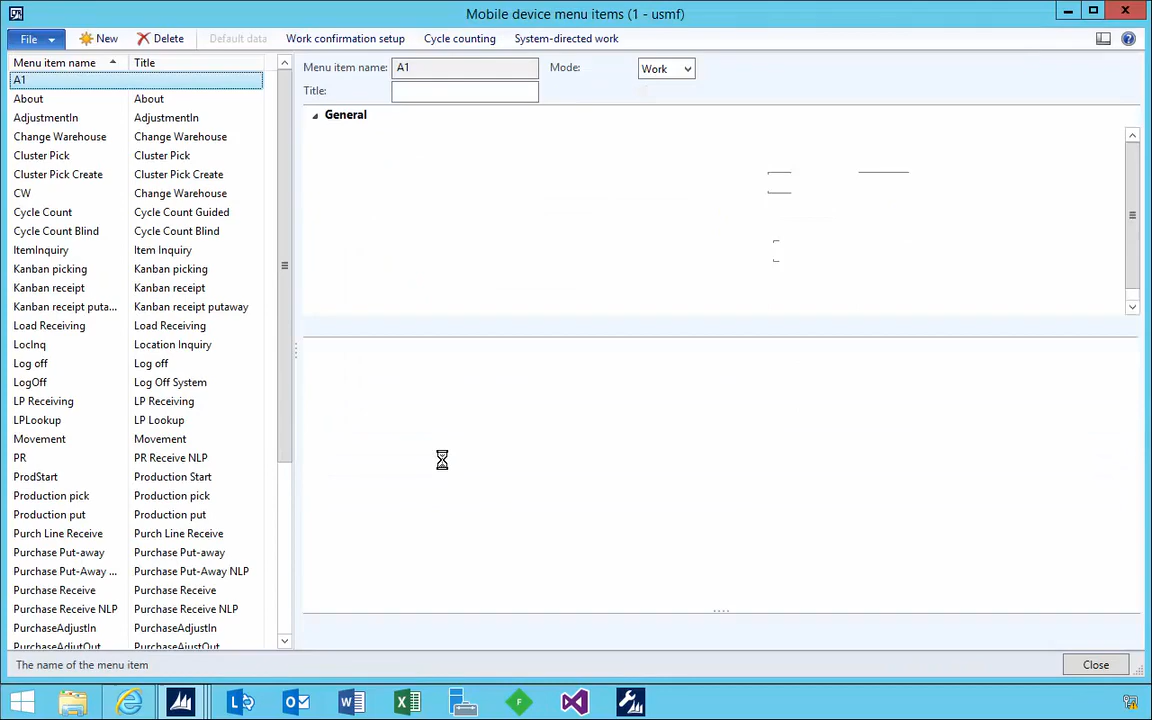 Mobile device menu items (1 - usmf)
File New Delete Default data Work confirmation setup Cycle counting System-directed work
Menu item name Title
A1
About About
AdjustmentIn AdjustmentIn
Change Warehouse Change Warehouse
Cluster Pick Cluster Pick
Cluster Pick Create Cluster Pick Create
CW Change Warehouse
Cycle Count Cycle Count Guided
Cycle Count Blind Cycle Count Blind
ItemInquiry Item Inquiry
Kanban picking Kanban picking
Kanban receipt Kanban receipt
Kanban receipt puta... Kanban receipt putaway
Load Receiving Load Receiving
LocInq Location Inquiry
Log off Log off
LogOff Log Off System
LP Receiving LP Receiving
LPLookup LP Lookup
Movement Movement
PR PR Receive NLP
ProdStart Production Start
Production pick Production pick
Production put Production put
Purch Line Receive Purch Line Receive
Purchase Put-away Purchase Put-away
Purchase Put-Away ... Purchase Put-Away NLP
Purchase Receive Purchase Receive
Purchase Receive NLP Purchase Receive NLP
PurchaseAdjustIn PurchaseAdjustIn
PurchaseAdjutOut PurchaseAjustOut
Menu item name: A1 Mode: Work
Title:
General
The name of the menu item
Close